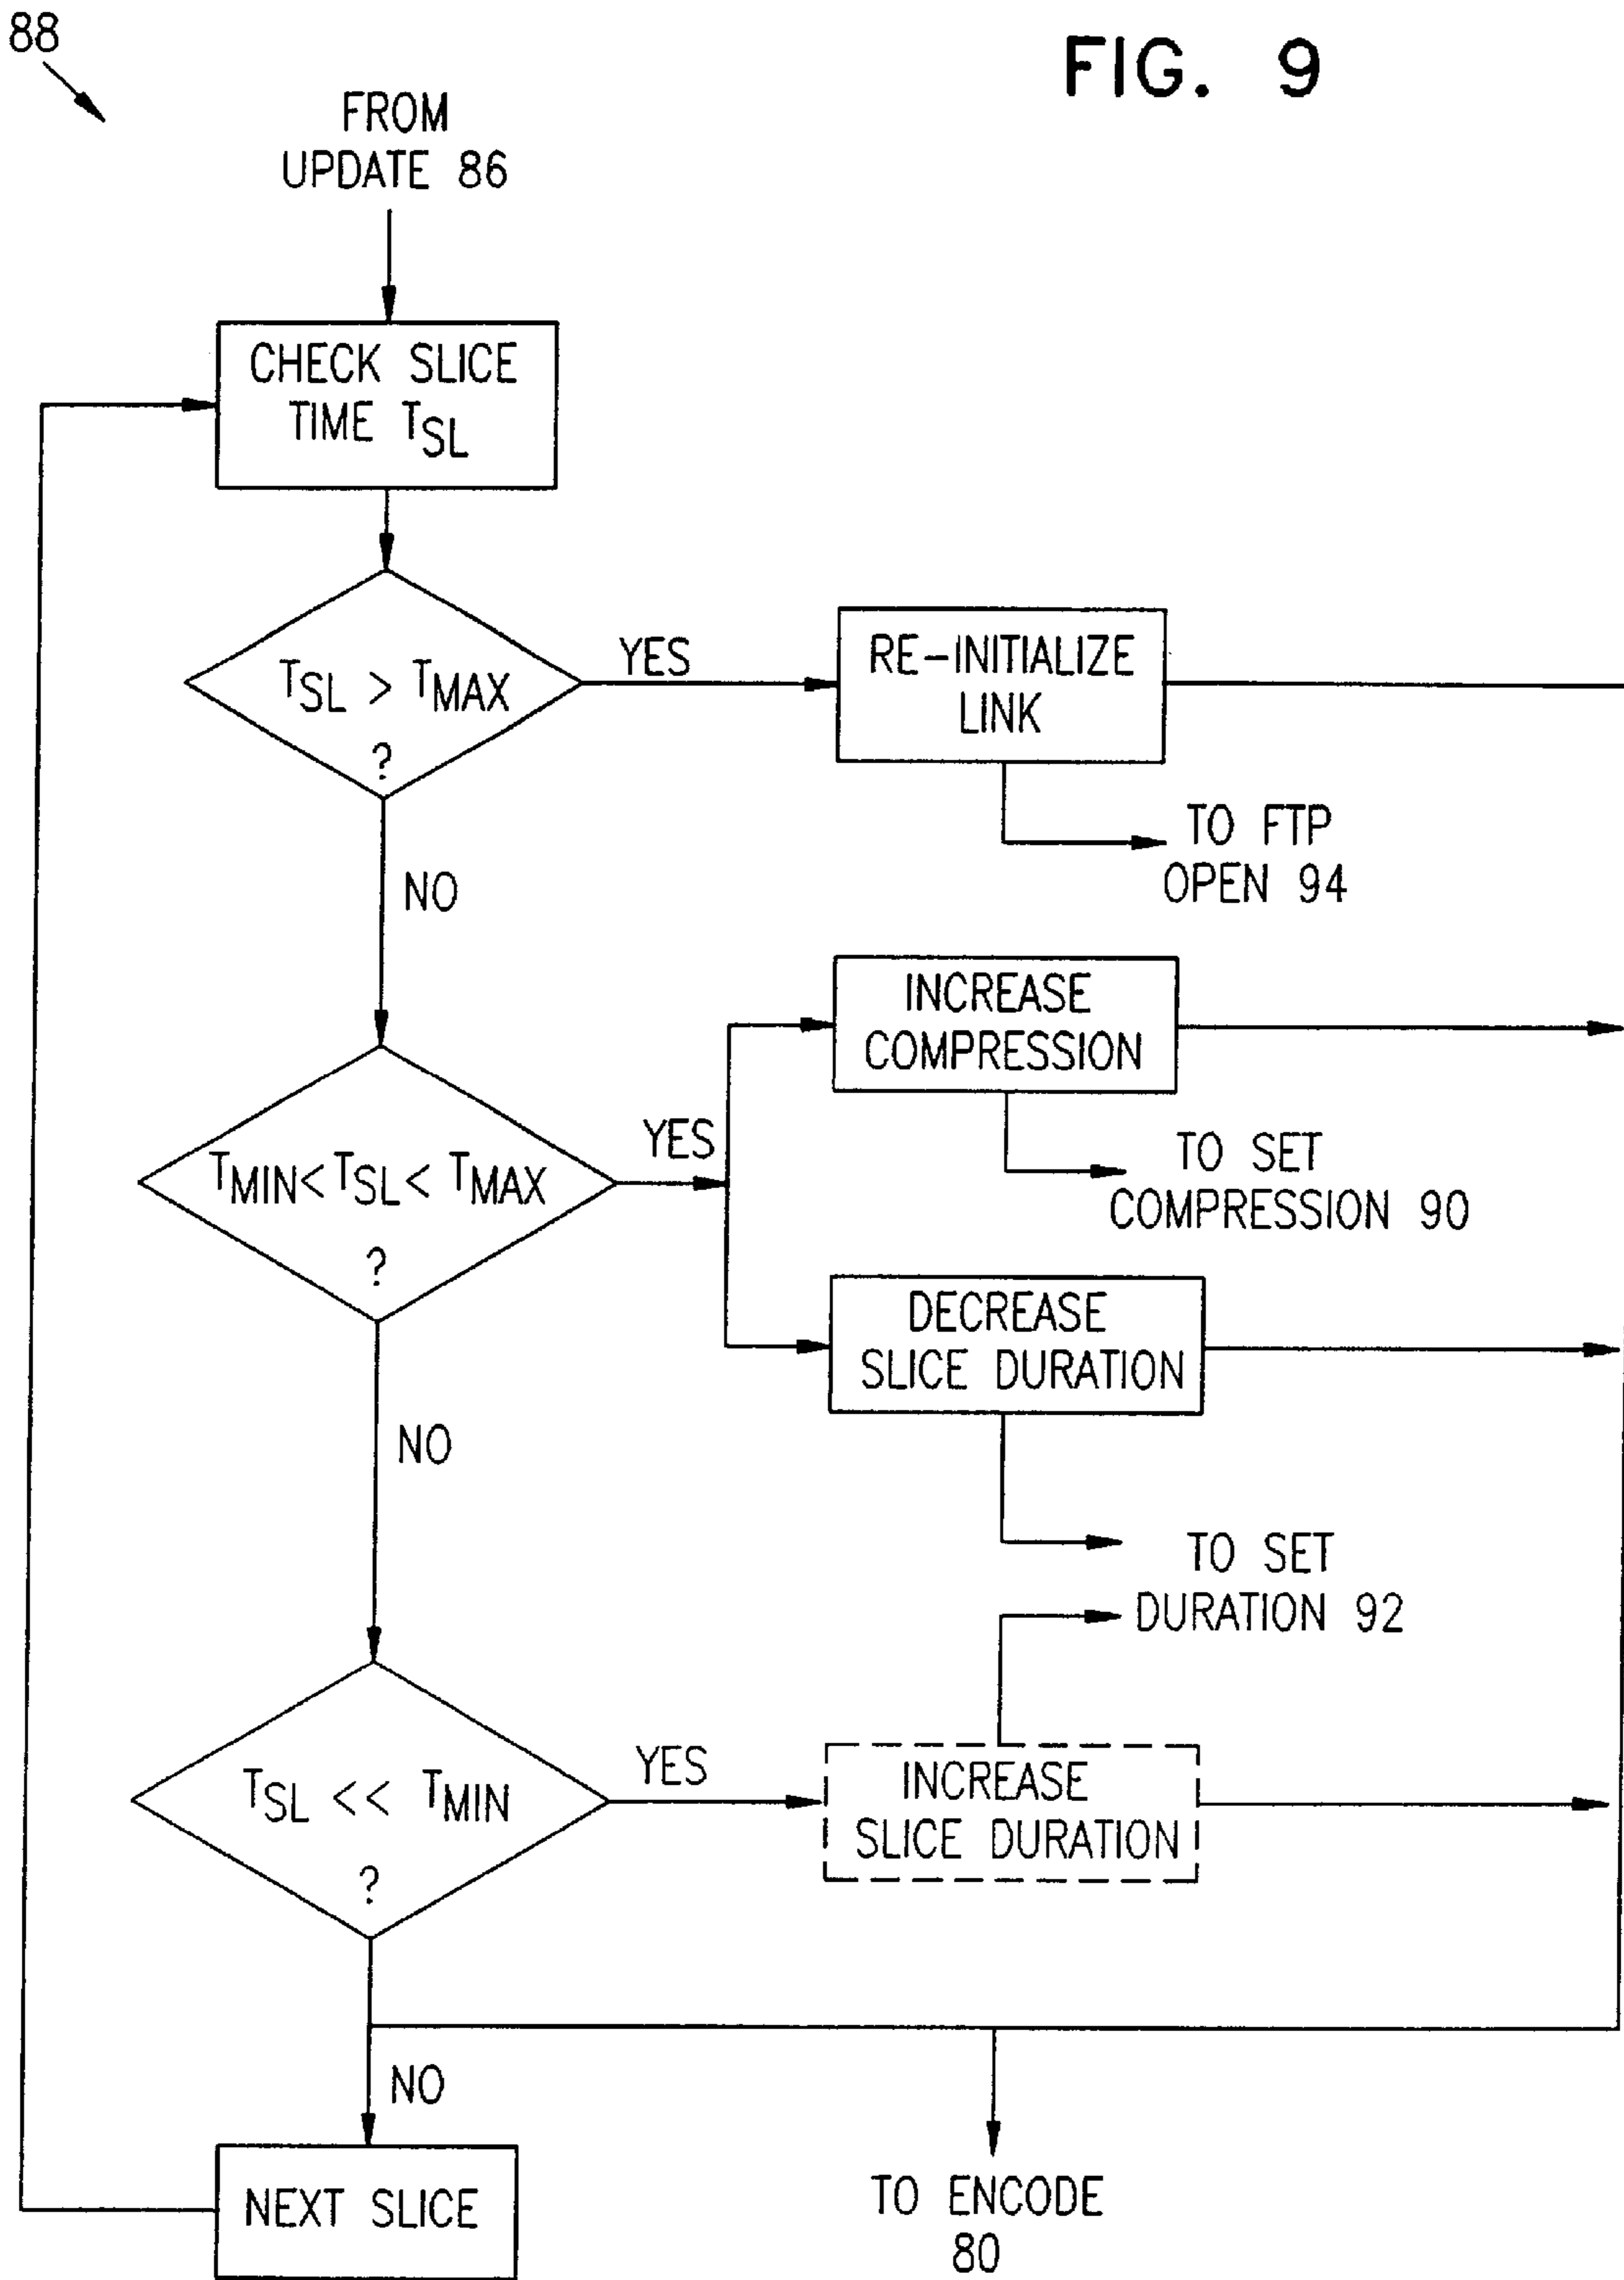 88
FIG. 9
FROM
UPDATE 86
CHECK SLICE
TIME TSL
TSL > TMAX
?
YES
RE-INITIALIZE
LINK
TO FTP
OPEN 94
NO
INCREASE
COMPRESSION
TO SET
COMPRESSION 90
TMIN<TSL< TMAX
?
YES
DECREASE
SLICE DURATION
NO
TO SET
DURATION 92
TSL << TMIN
?
YES
INCREASE
SLICE DURATION
NO
NEXT SLICE
TO ENCODE
80